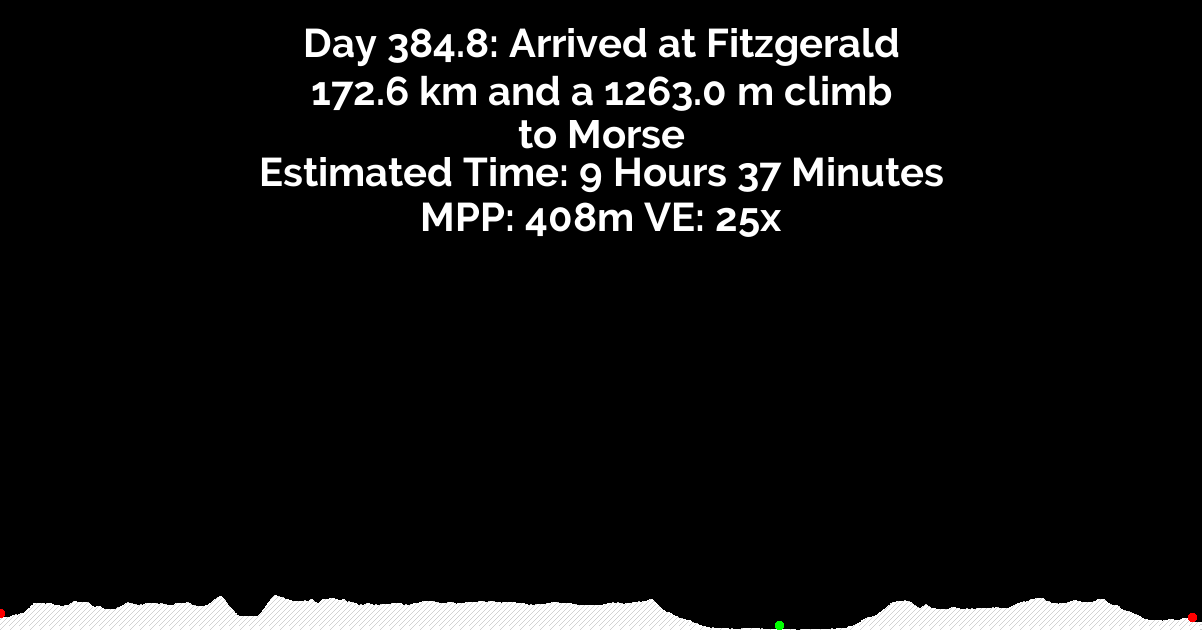 Day 384.8: Arrived at Fitzgerald
172.6 km and a 1263.0 m climb
to Morse
Estimated Time: 9 Hours 37 Minutes
MPP: 408m VE: 25x